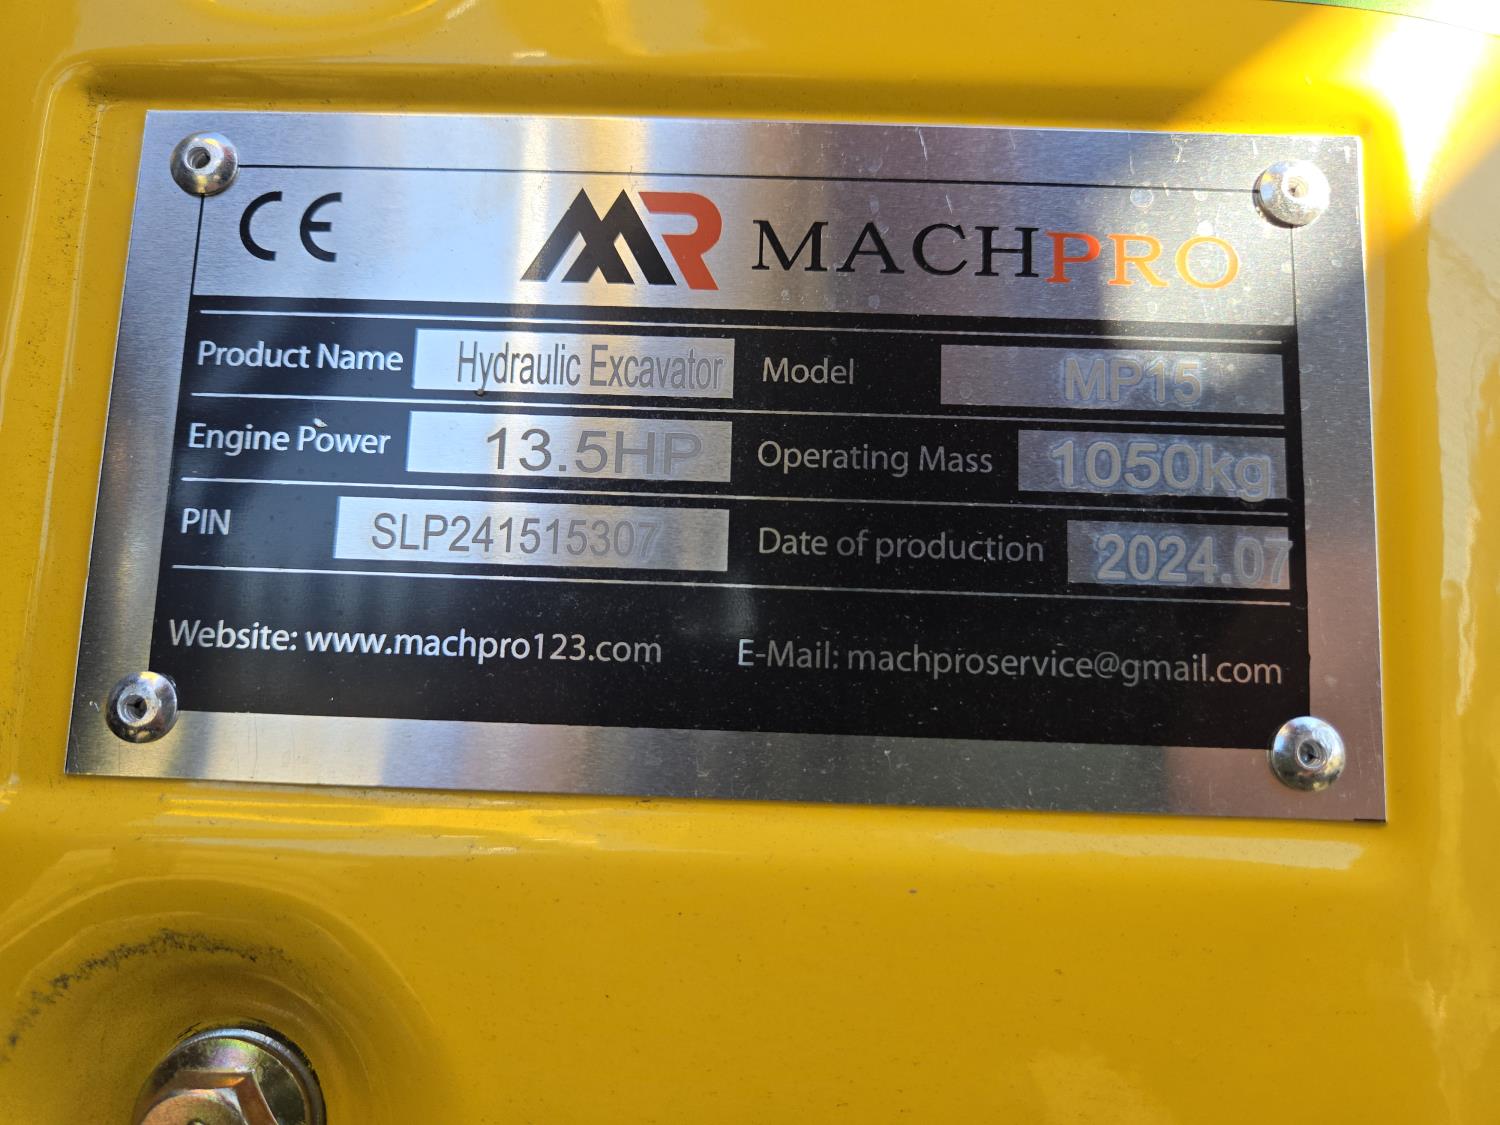 CE MR MACHPRO
Product Name Hydraulic Excavator Model MP15
Engine Power 13.5HP Operating Mass 1050kg
PIN SLP241515307 Date of production 2024.07
Website: www.machpro123.com E-Mail: machproservice@gmail.com